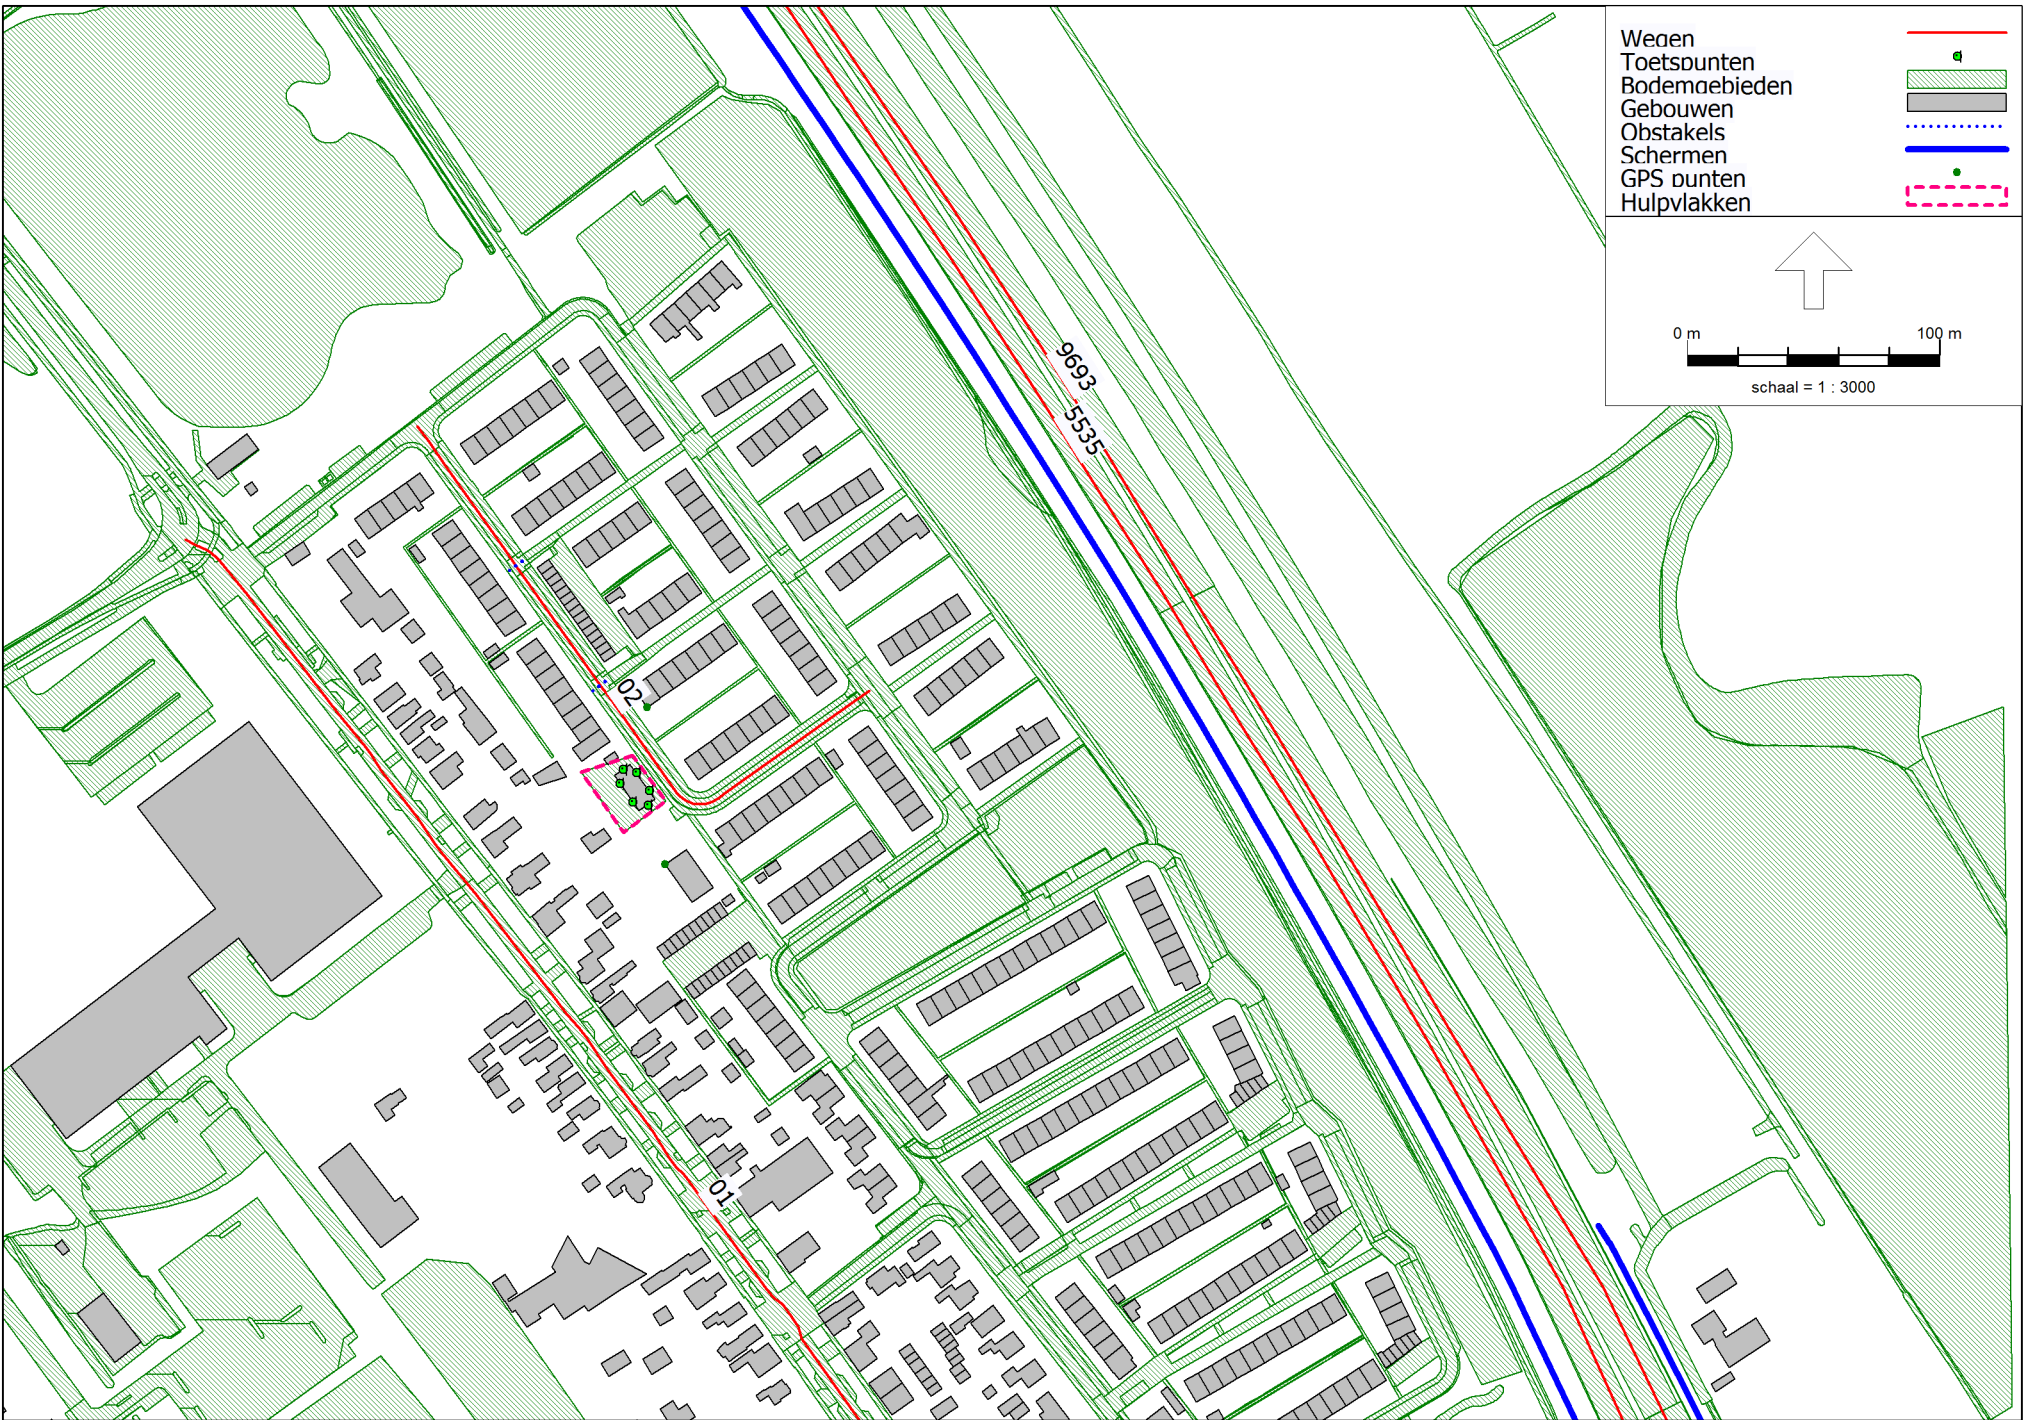 Wegen
Toetspunten
Bodemgebieden
Gebouwen
Obstakels
Schermen
GPS punten
Hulpvlakken
0 m 100 m
schaal = 1 : 3000
9693
5535
02
01